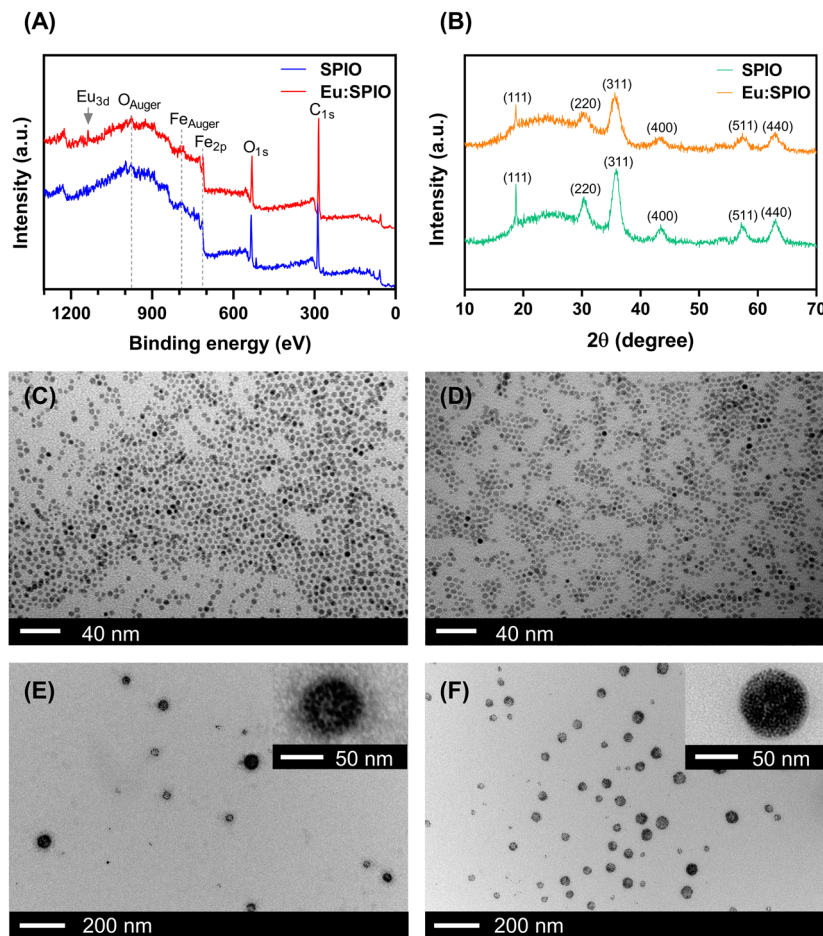 (A)
SPIO
Eu:SPIO
Eu3d
OAuger
FeAuger
Fe2p
O1s
C1s
Intensity (a.u.)
1200 900 600 300 0
Binding energy (eV)
(B)
SPIO
Eu:SPIO
(111) (220) (311) (400) (511) (440)
(111) (220) (311) (400) (511) (440)
Intensity (a.u.)
10 20 30 40 50 60 70
2θ (degree)
(C)
40 nm
(D)
40 nm
(E)
50 nm
200 nm
(F)
50 nm
200 nm